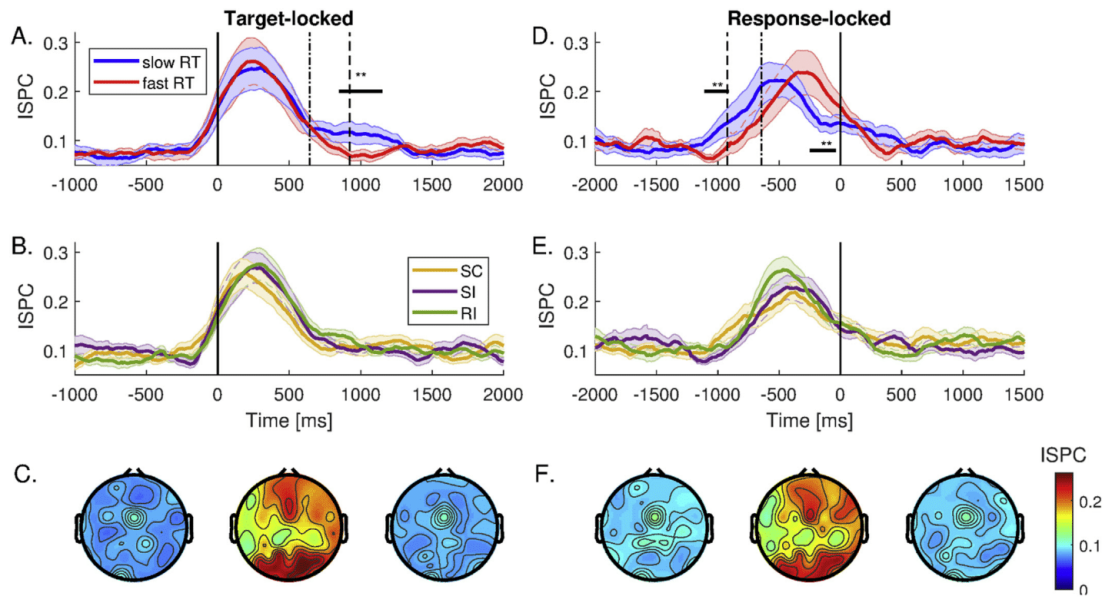 Target-locked
Response-locked
A.
ISPC
0.3
0.2
0.1
slow RT
fast RT
**
-1000 -500 0 500 1000 1500 2000
D.
ISPC
0.3
0.2
0.1
**
**
-2000 -1500 -1000 -500 0 500 1000 1500
B.
ISPC
0.3
0.2
0.1
SC
SI
RI
-1000 -500 0 500 1000 1500 2000
Time [ms]
E.
ISPC
0.3
0.2
0.1
-2000 -1500 -1000 -500 0 500 1000 1500
Time [ms]
C.
F.
ISPC
0.2
0.1
0